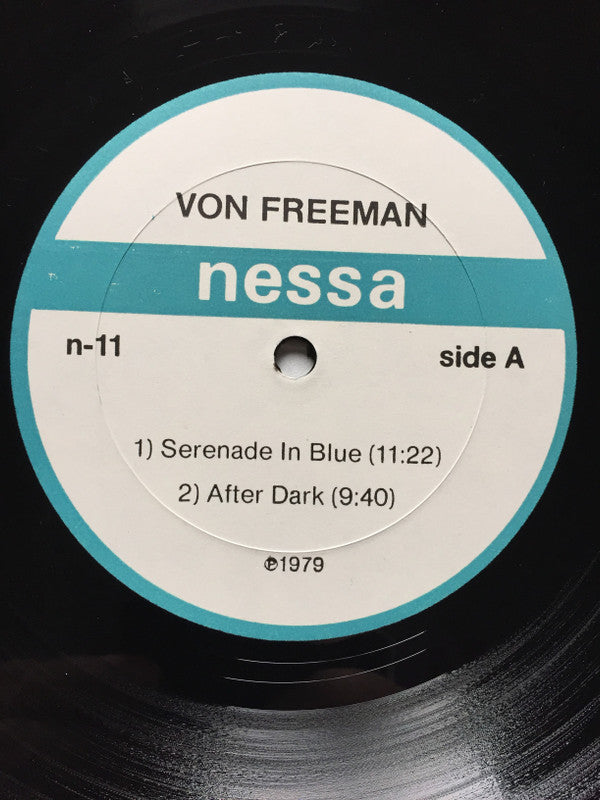 VON FREEMAN
nessa
n-11 side A
1) Serenade In Blue (11:22)
2) After Dark (9:40)
℗1979